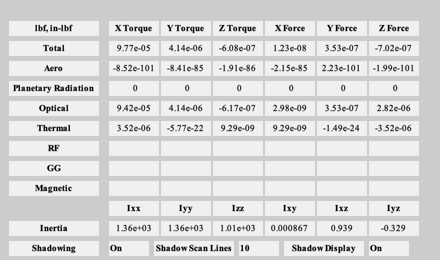 lbf, in-lbf X Torque Y Torque Z Torque X Force Y Force Z Force
Total 9.77e-05 4.14e-06 -6.08e-07 1.23e-08 3.53e-07 -7.02e-07
Aero -8.52e-101 -8.41e-85 -1.91e-86 -2.15e-85 2.23e-101 -1.99e-101
Planetary Radiation 0 0 0 0 0 0
Optical 9.42e-05 4.14e-06 -6.17e-07 2.98e-09 3.53e-07 2.82e-06
Thermal 3.52e-06 -5.77e-22 9.29e-09 9.29e-09 -1.49e-24 -3.52e-06
RF
GG
Magnetic
Ixx Iyy Izz Ixy Ixz Iyz
Inertia 1.36e+03 1.36e+03 1.01e+03 0.000867 0.939 -0.329
Shadowing On Shadow Scan Lines 10 Shadow Display On